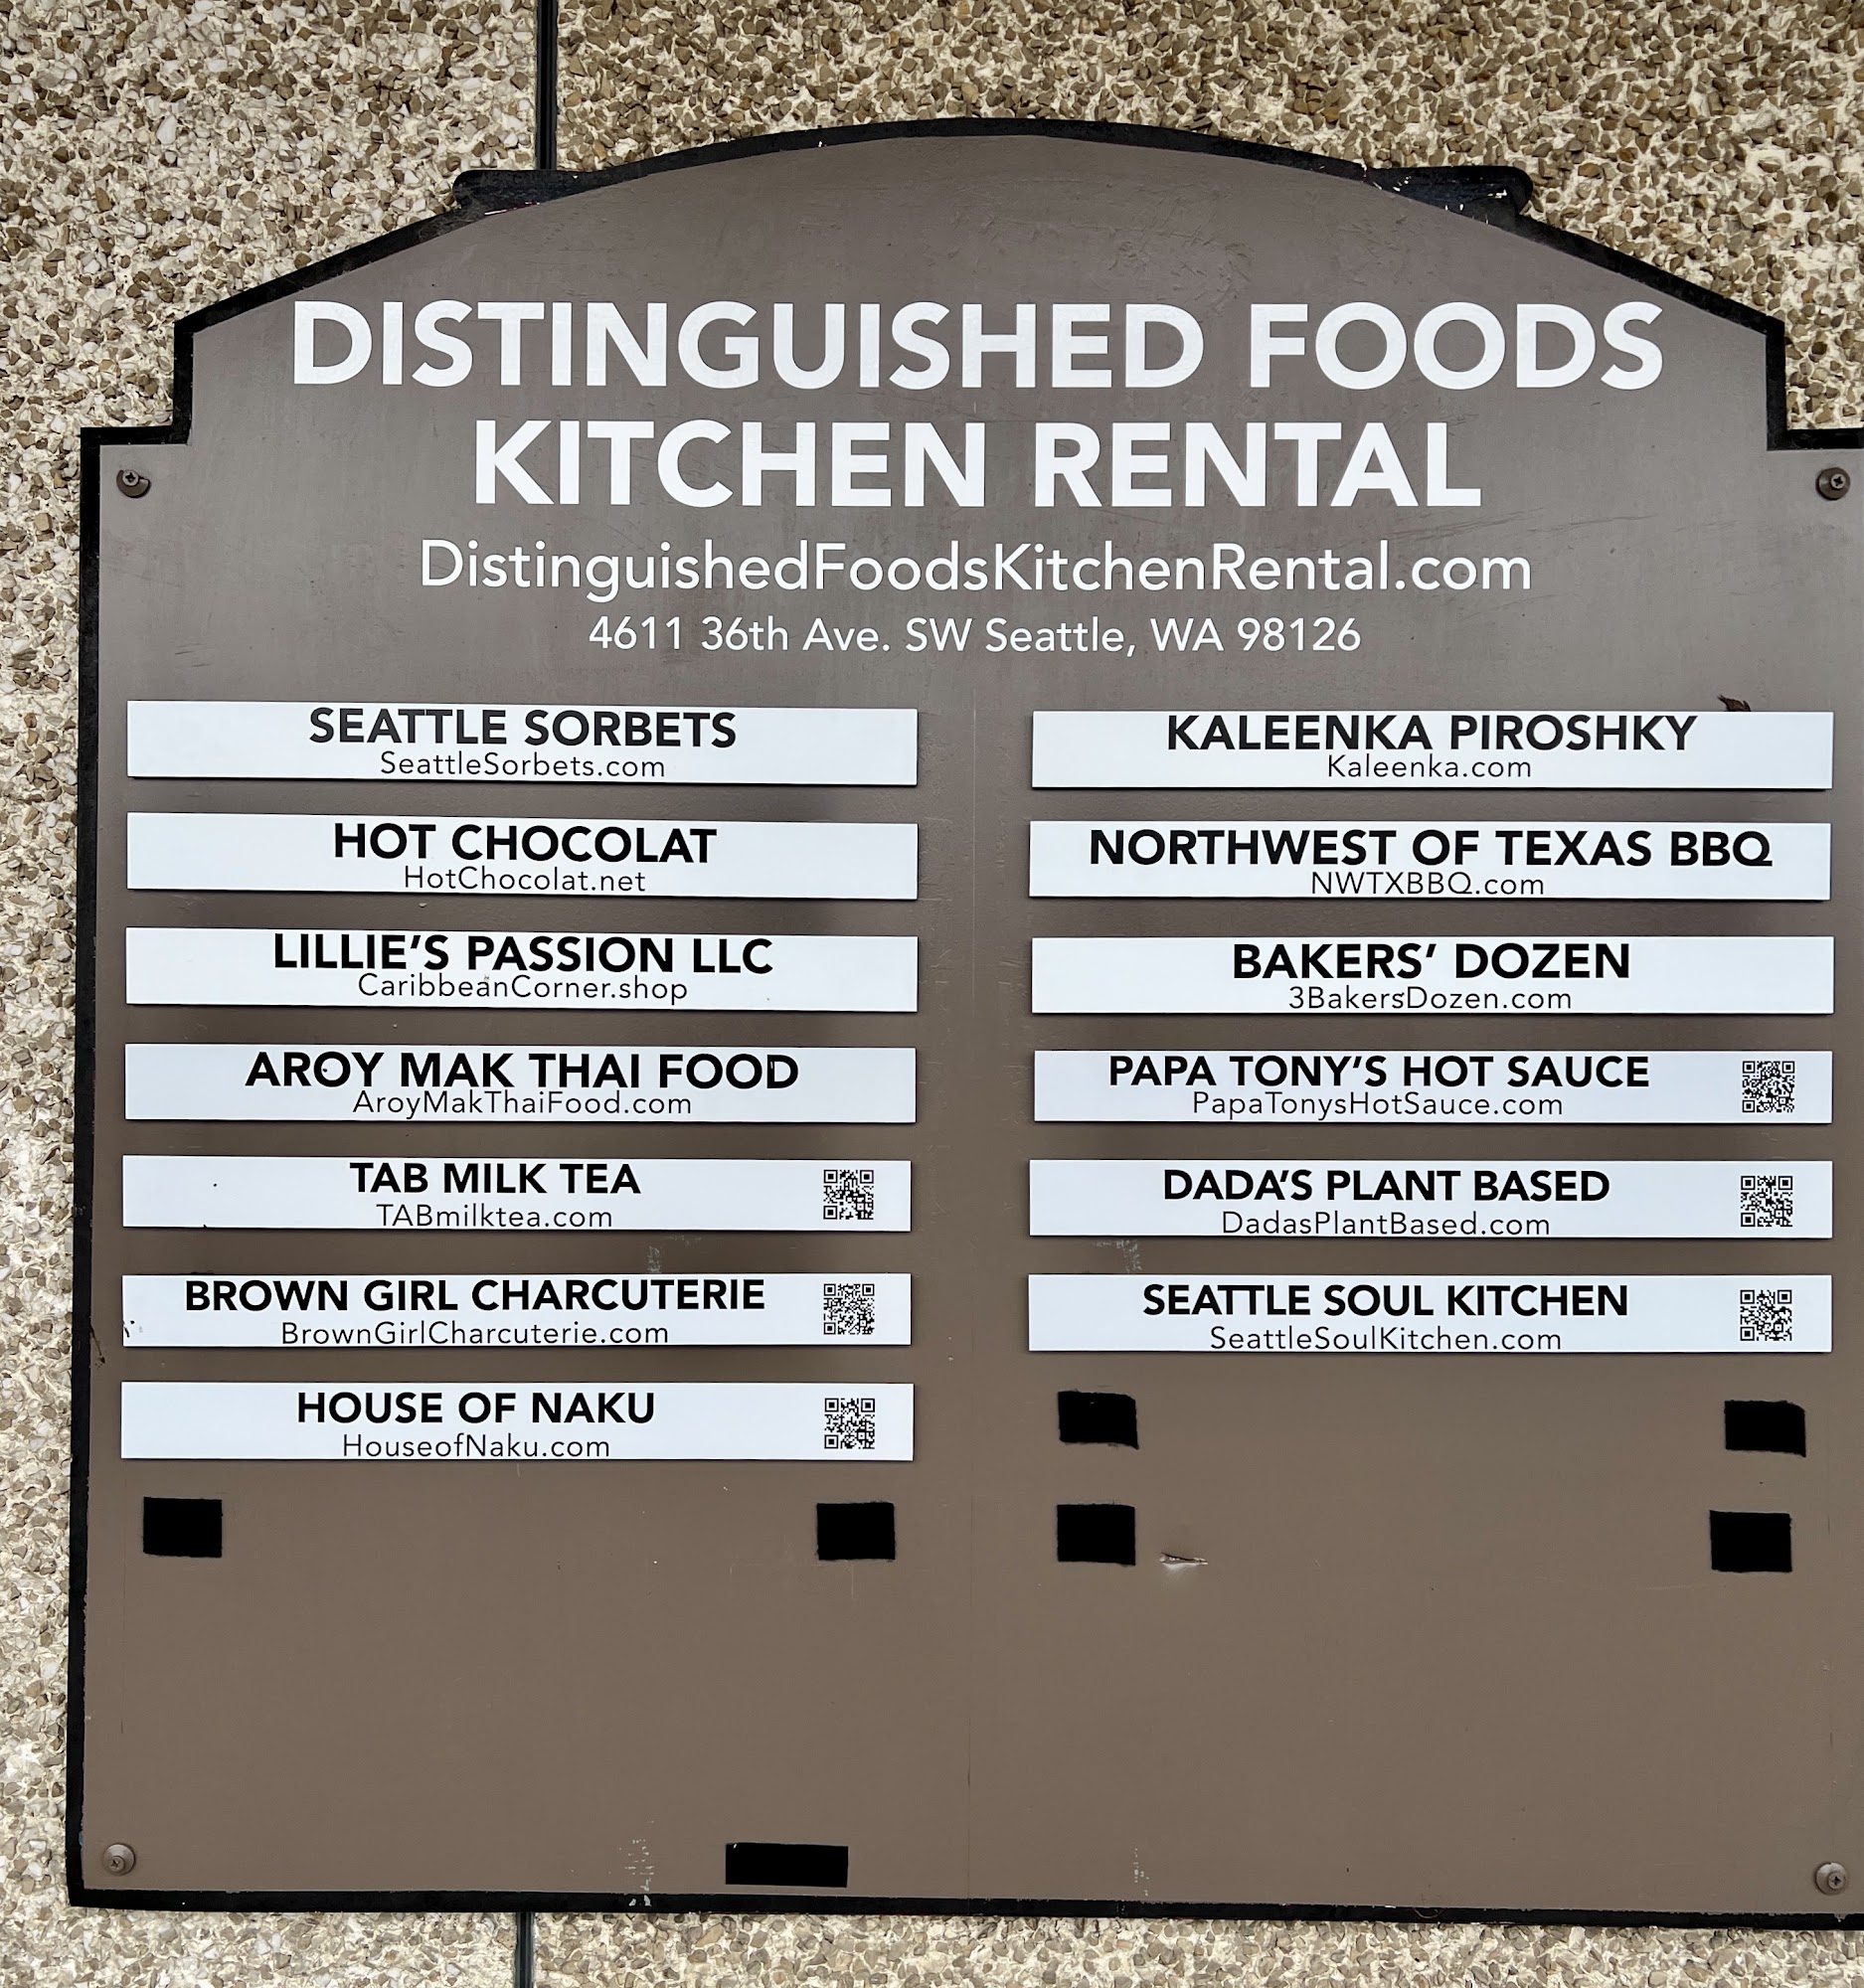 DISTINGUISHED FOODS
KITCHEN RENTAL
DistinguishedFoodsKitchenRental.com
4611 36th Ave. SW Seattle, WA 98126
SEATTLE SORBETS
SeattleSorbets.com
HOT CHOCOLAT
HotChocolat.net
LILLIE’S PASSION LLC
CaribbeanCorner.shop
AROY MAK THAI FOOD
AroyMakThaiFood.com
TAB MILK TEA
TABmilktea.com
BROWN GIRL CHARCUTERIE
BrownGirlCharcuterie.com
HOUSE OF NAKU
HouseofNaku.com
KALEENKA PIROSHKY
Kaleenka.com
NORTHWEST OF TEXAS BBQ
NWTXBBQ.com
BAKERS’ DOZEN
3BakersDozen.com
PAPA TONY’S HOT SAUCE
PapaTonysHotSauce.com
DADA’S PLANT BASED
DadasPlantBased.com
SEATTLE SOUL KITCHEN
SeattleSoulKitchen.com